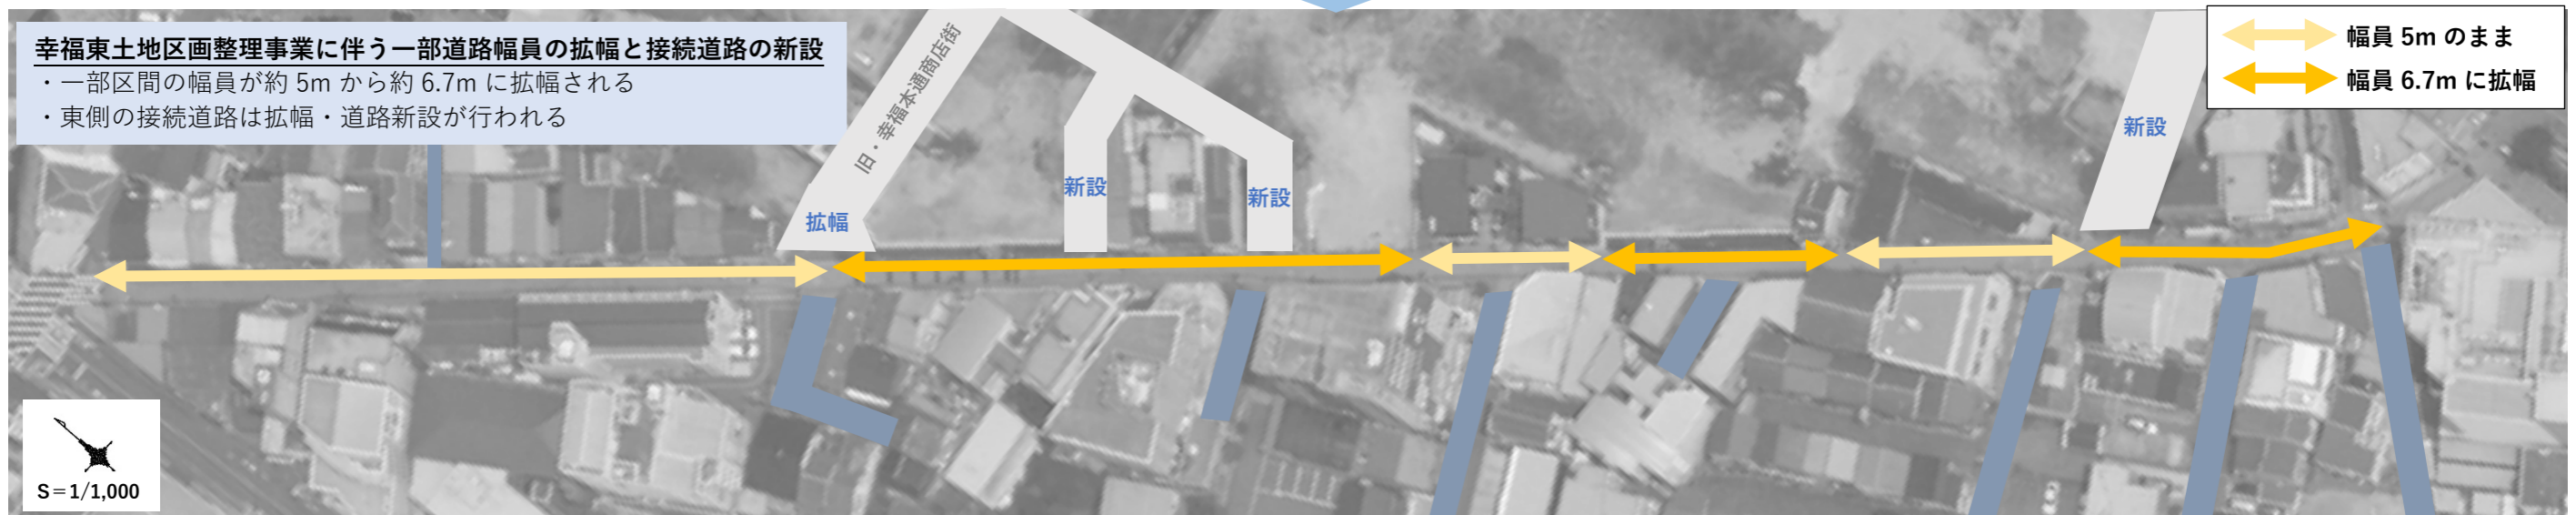 幸福東土地区画整理事業に伴う一部道路幅員の拡幅と接続道路の新設
・一部区間の幅員が約 5m から約 6.7m に拡幅される
・東側の接続道路は拡幅・道路新設が行われる
幅員 5m のまま
幅員 6.7m に拡幅
旧・幸福本通商店街
新設
新設
新設
拡幅
S＝1/1,000